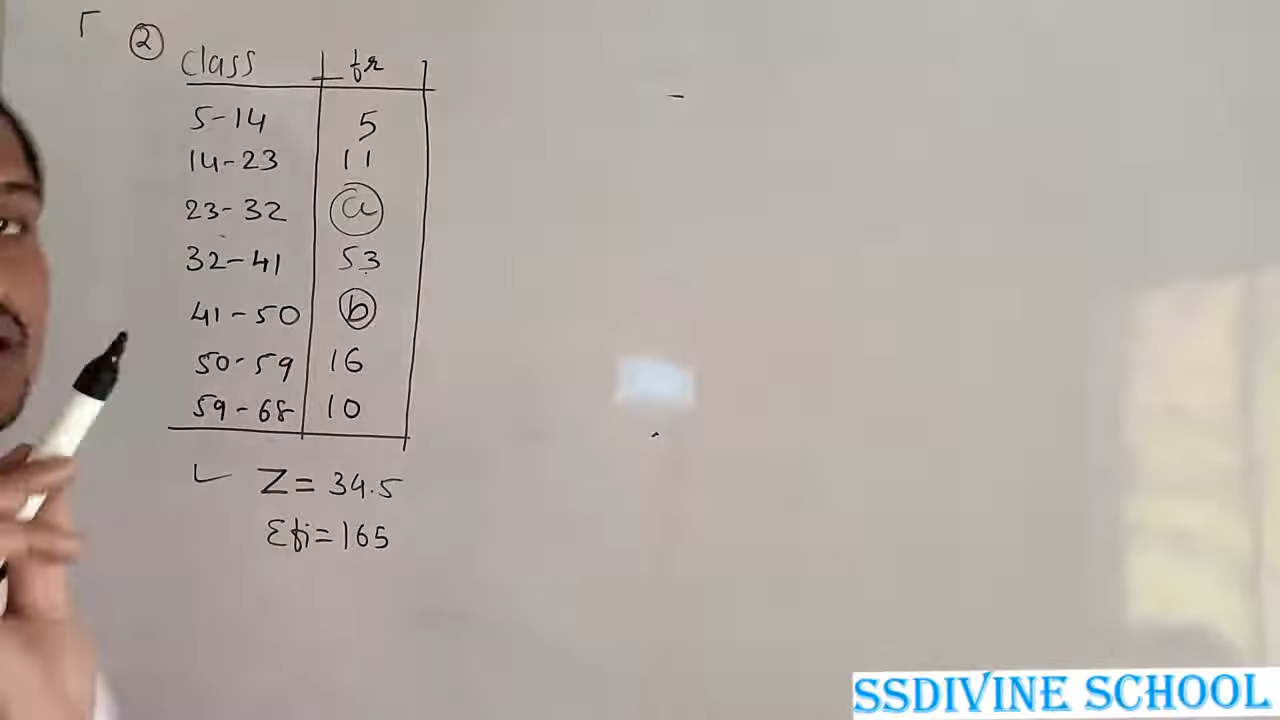 ②
Class fr
5-14 5
14-23 11
23-32 a
32-41 53
41-50 b
50-59 16
59-68 10
Z = 34.5
Σfi = 165
SSDIVINE SCHOOL